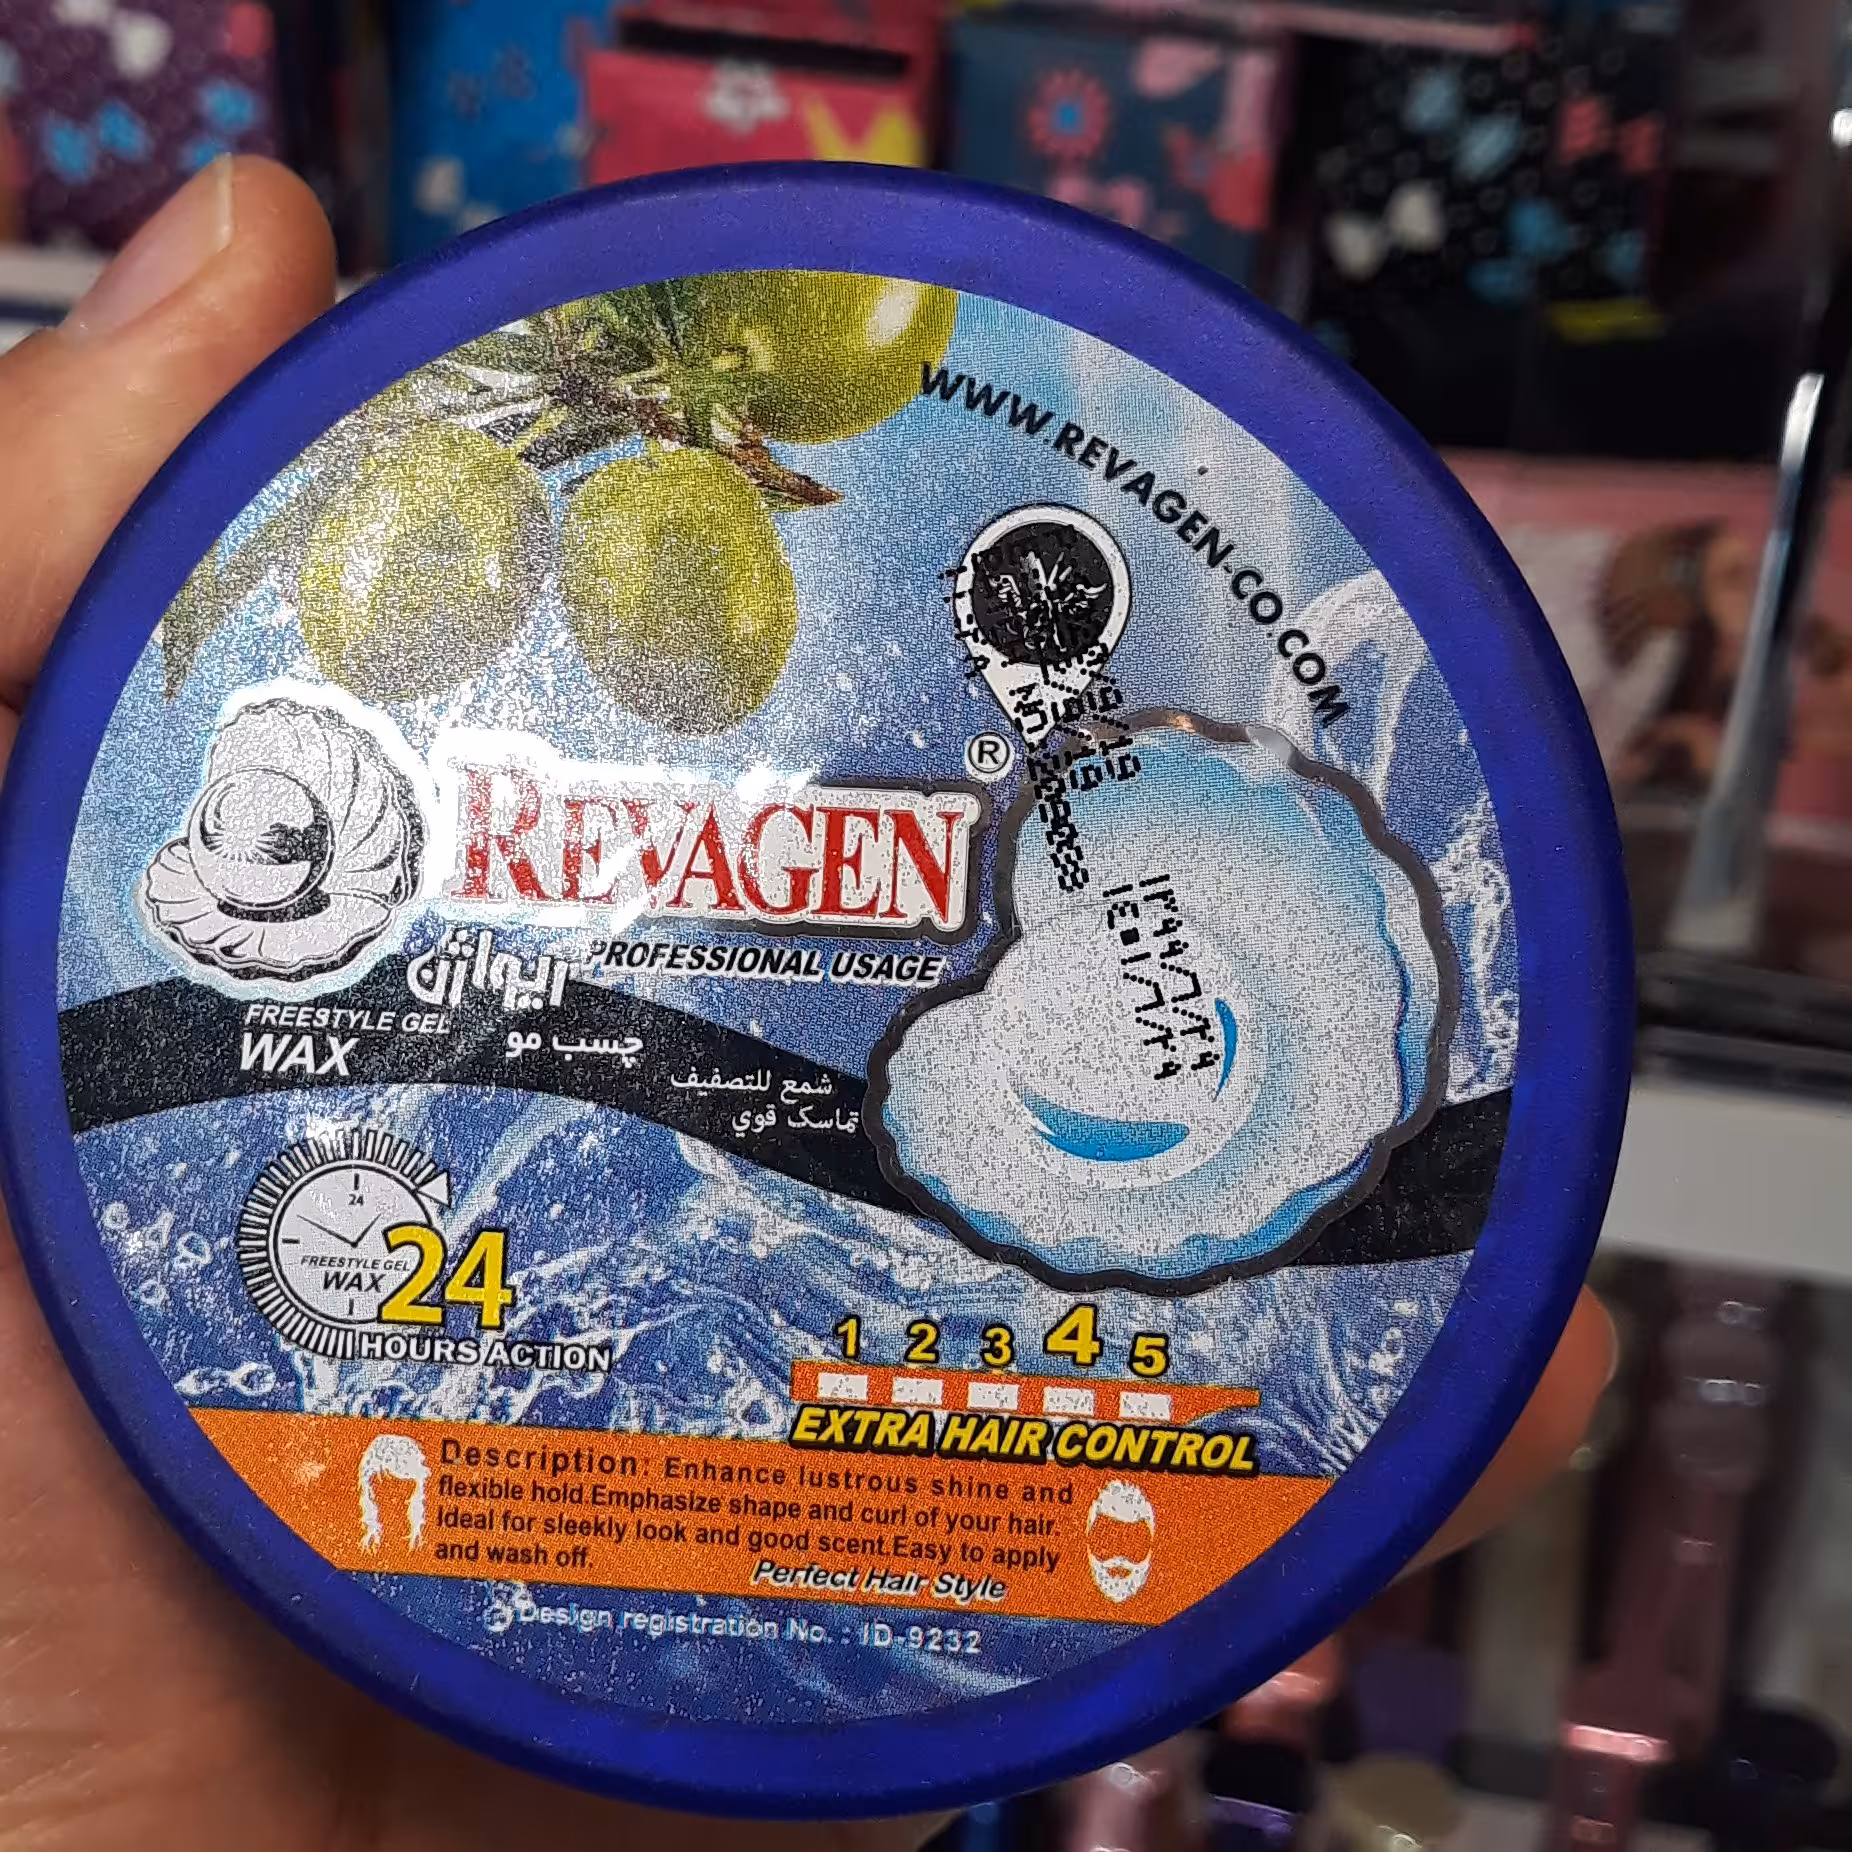 WWW.REVAGEN-CO.COM
REVAGEN®
PROFESSIONAL USAGE
ایواژن
FREESTYLE GEL
WAX
چسب مو
شمع للتصفيف
تماسک قوي
24
FREESTYLE GEL
WAX
24
HOURS ACTION
1 2 3 4 5
EXTRA HAIR CONTROL
Description: Enhance lustrous shine and
flexible hold.Emphasize shape and curl of your hair.
Ideal for sleekly look and good scent.Easy to apply
and wash off.
Perfect Hair Style
Design registration No. : ID-9232